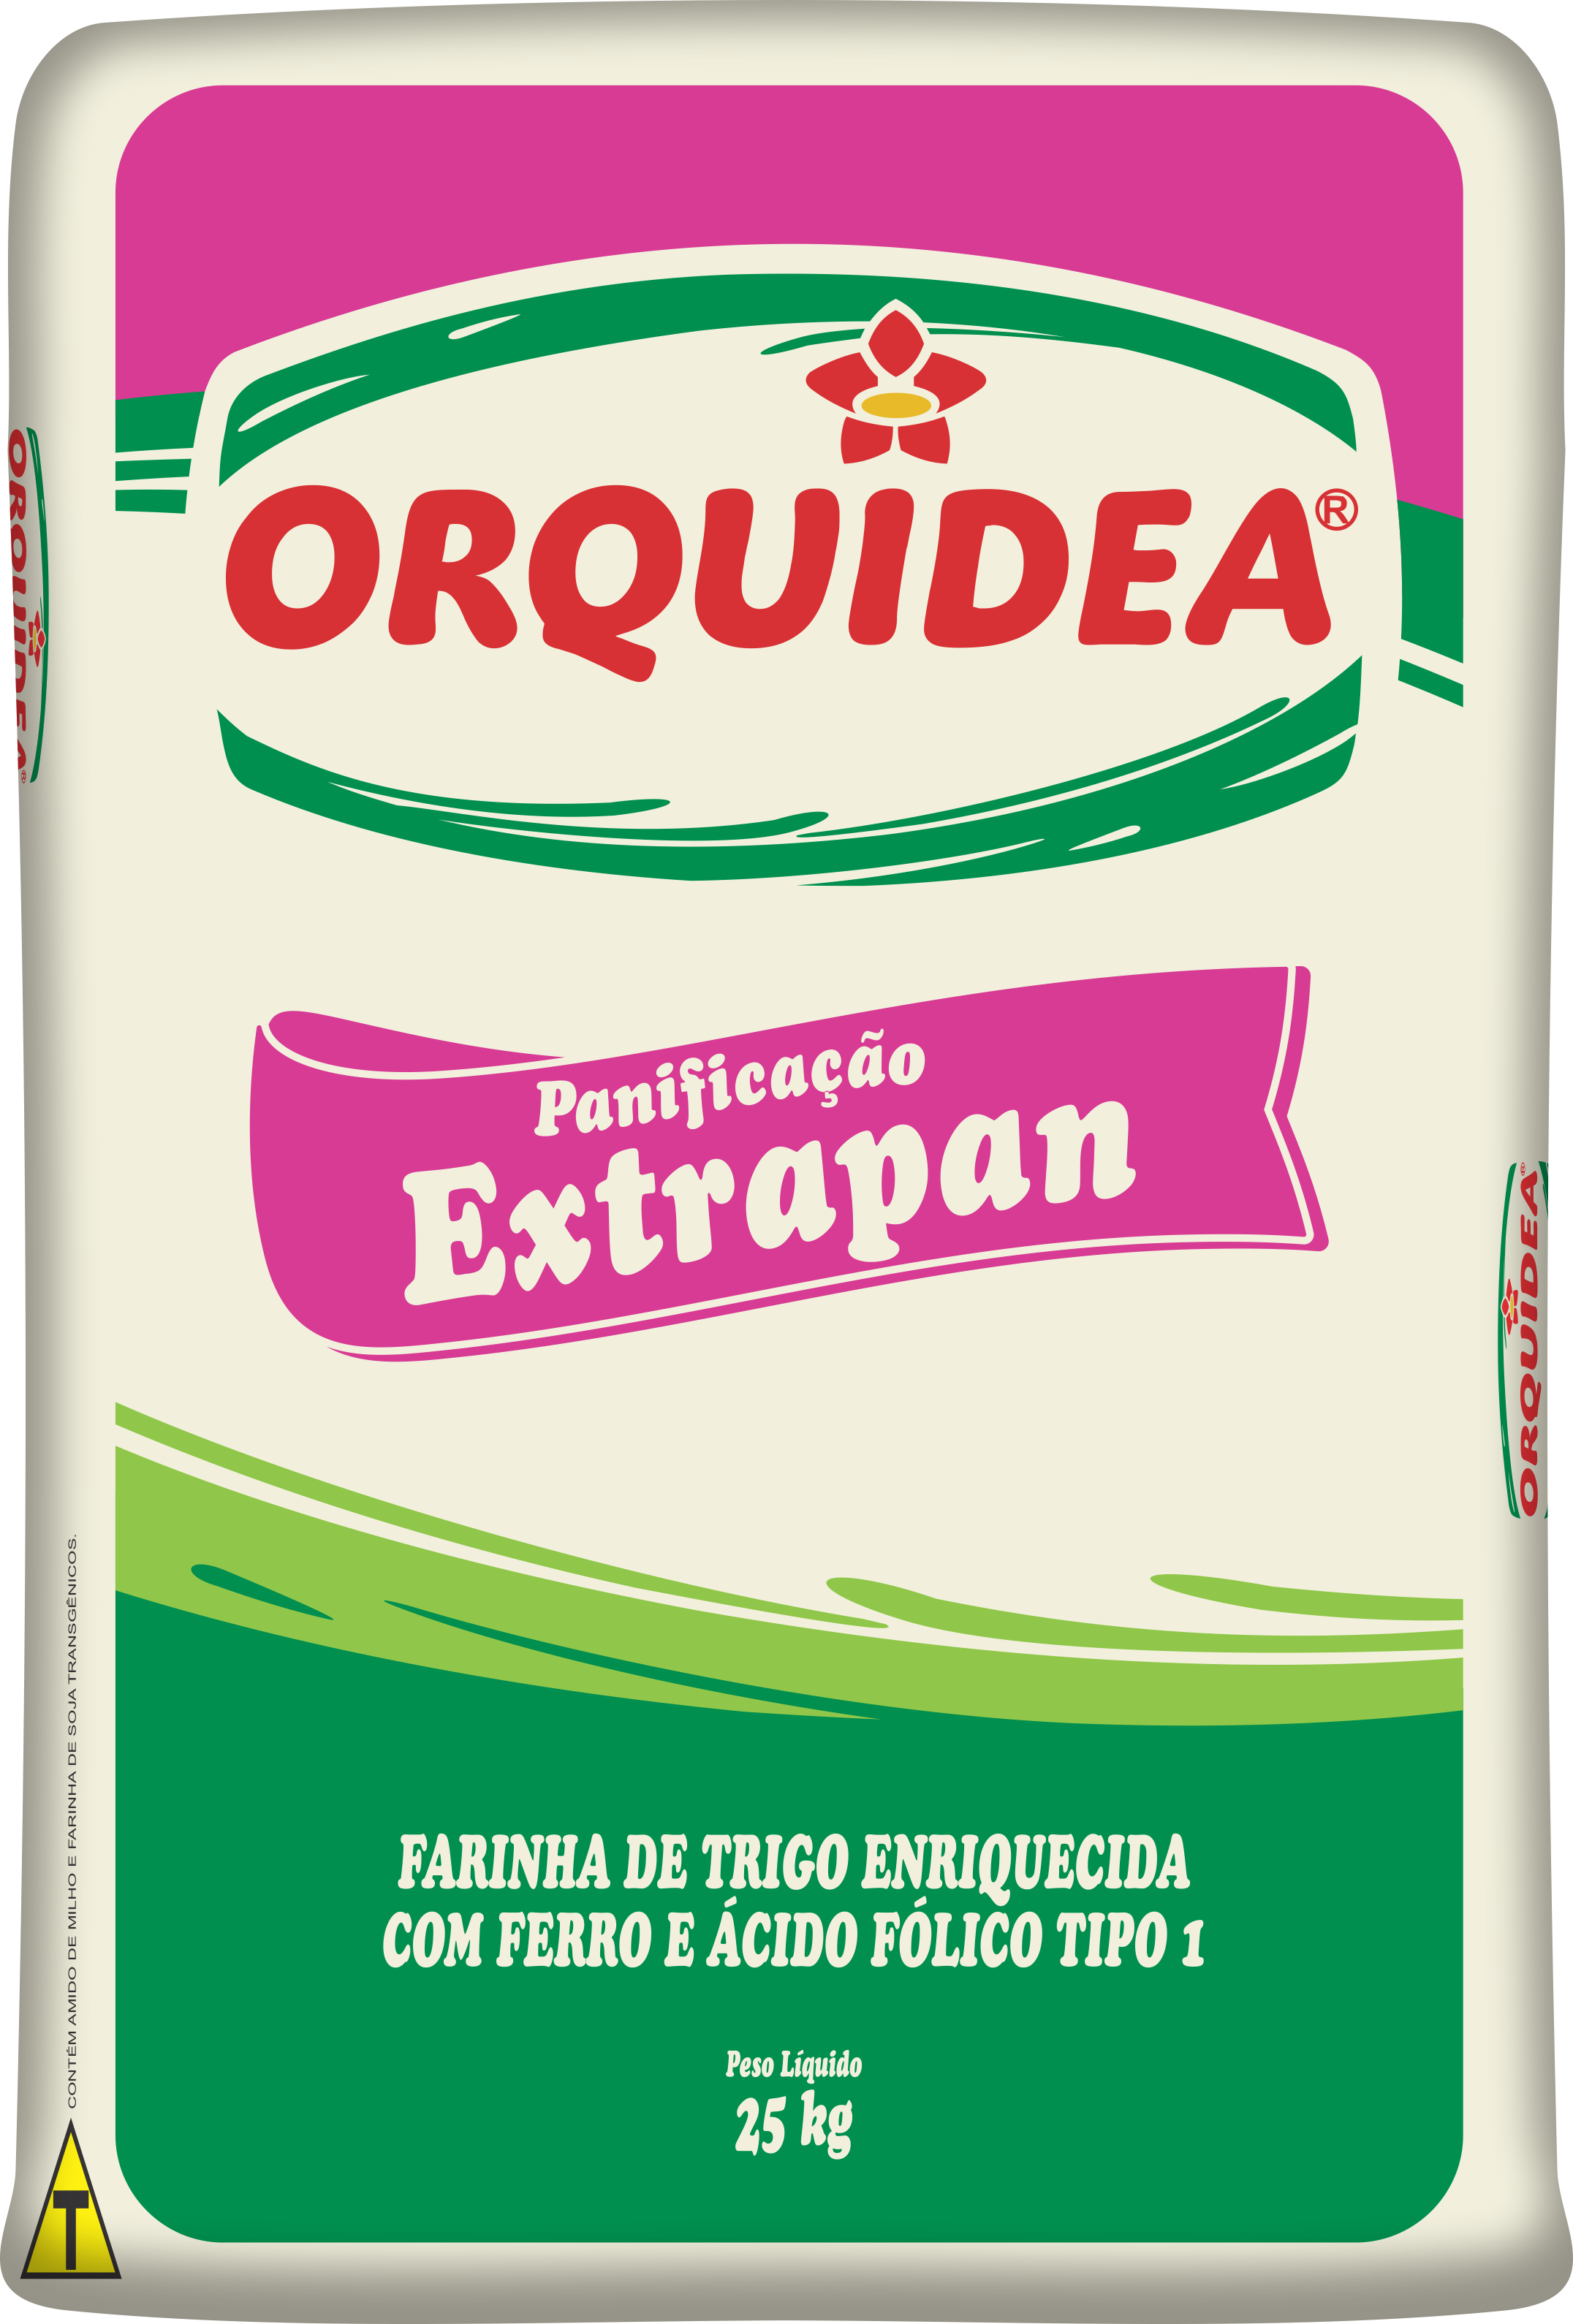 ORQUIDEA®
Panificação
Extrapan
FARINHA DE TRIGO ENRIQUECIDA
COM FERRO E ÁCIDO FÓLICO TIPO 1
Peso Líquido
25 kg
ORQUIDEA®
ORQUIDEA®
CONTÉM AMIDO DE MILHO E FARINHA DE SOJA TRANSGÊNICOS.
T